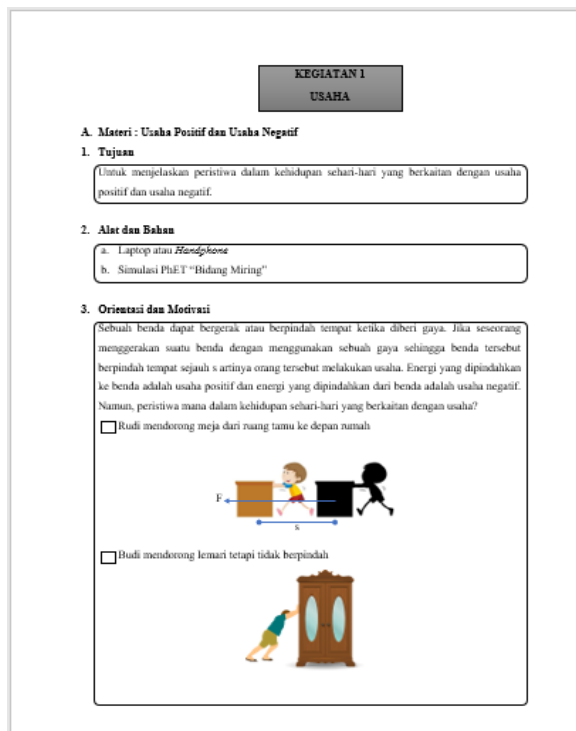 KEGIATAN 1
USAHA
A. Materi : Usaha Positif dan Usaha Negatif
1. Tujuan
Untuk menjelaskan peristiwa dalam kehidupan sehari-hari yang berkaitan dengan usaha
positif dan usaha negatif.
2. Alat dan Bahan
a. Laptop atau Handphone
b. Simulasi PhET "Bidang Miring"
3. Orientasi dan Motivasi
Sebuah benda dapat bergerak atau berpindah tempat ketika diberi gaya. Jika seseorang
menggerakan suatu benda dengan menggunakan sebuah gaya sehingga benda tersebut
berpindah tempat sejauh s artinya orang tersebut melakukan usaha. Energi yang dipindahkan
ke benda adalah usaha positif dan energi yang dipindahkan dari benda adalah usaha negatif.
Namun, peristiwa mana dalam kehidupan sehari-hari yang berkaitan dengan usaha?
Rudi mendorong meja dari ruang tamu ke depan rumah
F
s
Budi mendorong lemari tetapi tidak berpindah